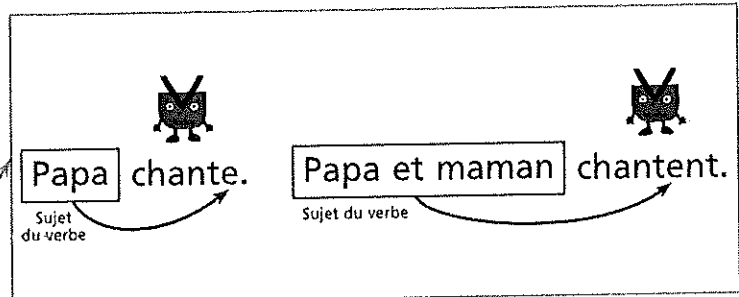 Papa chante.
Sujet
du verbe
Papa et maman chantent.
Sujet du verbe